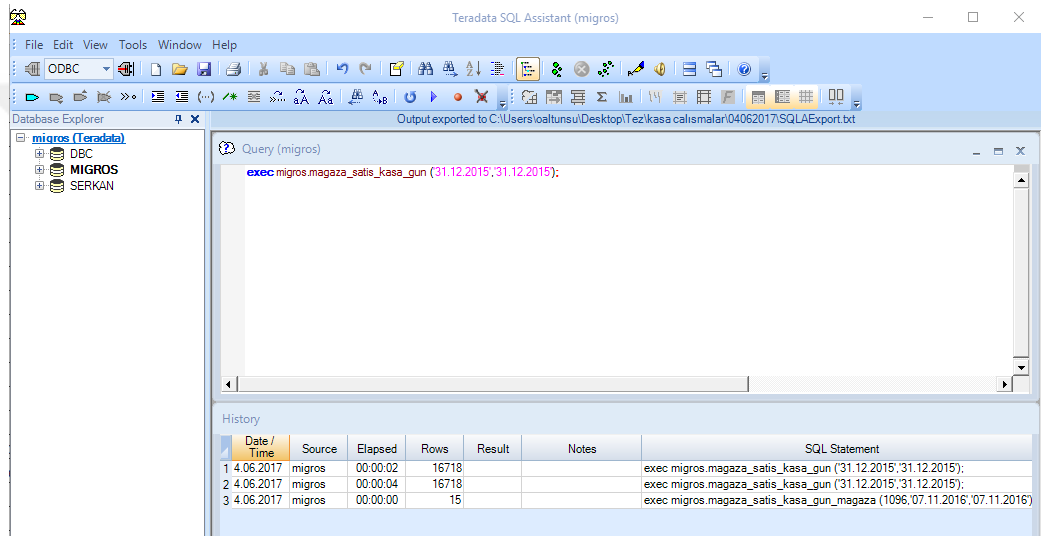 Teradata SQL Assistant (migros)
File Edit View Tools Window Help
ODBC
Database Explorer
Output exported to C:\Users\oaltunsu\Desktop\Tez\kasa calısmalar\04062017\SQLAExport.txt
migros (Teradata)
DBC
MIGROS
SERKAN
Query (migros)
exec migros.magaza_satis_kasa_gun ('31.12.2015','31.12.2015');
History
Date / Time Source Elapsed Rows Result Notes SQL Statement
1 4.06.2017 migros 00:00:02 16718 exec migros.magaza_satis_kasa_gun ('31.12.2015','31.12.2015');
2 4.06.2017 migros 00:00:04 16718 exec migros.magaza_satis_kasa_gun ('31.12.2015','31.12.2015');
3 4.06.2017 migros 00:00:00 15 exec migros.magaza_satis_kasa_gun_magaza (1096,'07.11.2016','07.11.2016')